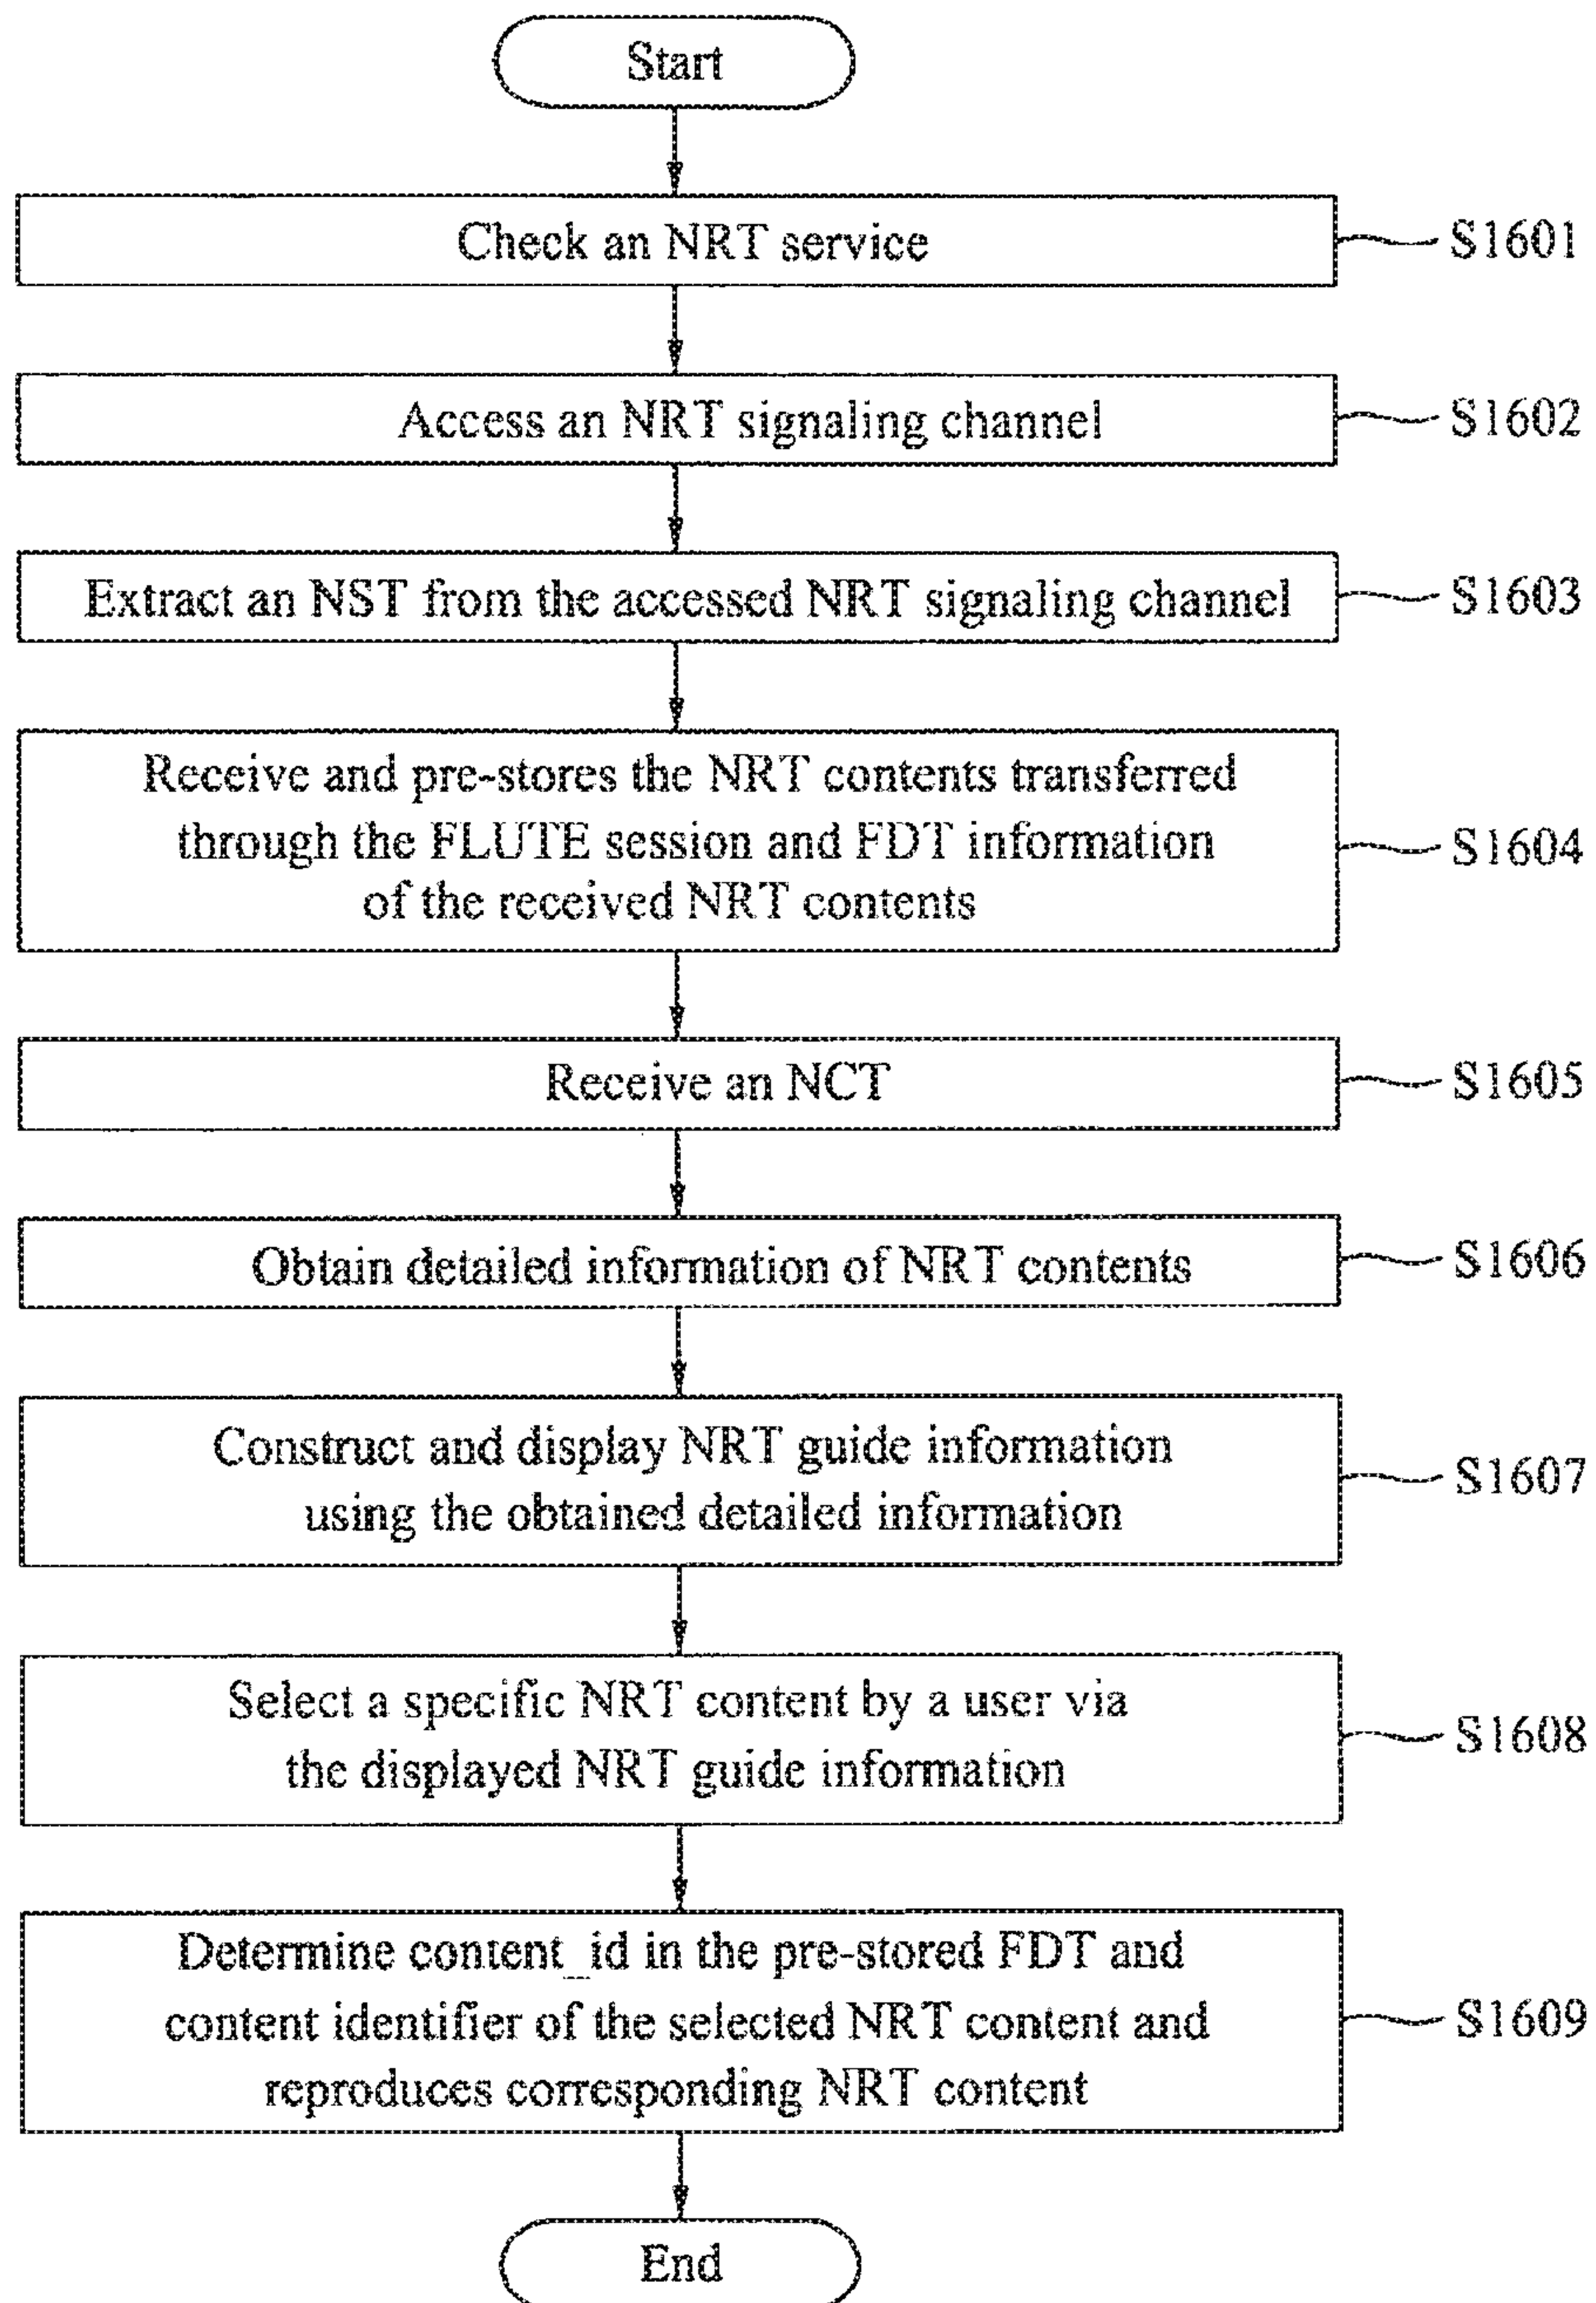 Start
Check an NRT service
S1601
Access an NRT signaling channel
S1602
Extract an NST from the accessed NRT signaling channel
S1603
Receive and pre-stores the NRT contents transferred
through the FLUTE session and FDT information
of the received NRT contents
S1604
Receive an NCT
S1605
Obtain detailed information of NRT contents
S1606
Construct and display NRT guide information
using the obtained detailed information
S1607
Select a specific NRT content by a user via
the displayed NRT guide information
S1608
Determine content_id in the pre-stored FDT and
content identifier of the selected NRT content and
reproduces corresponding NRT content
S1609
End